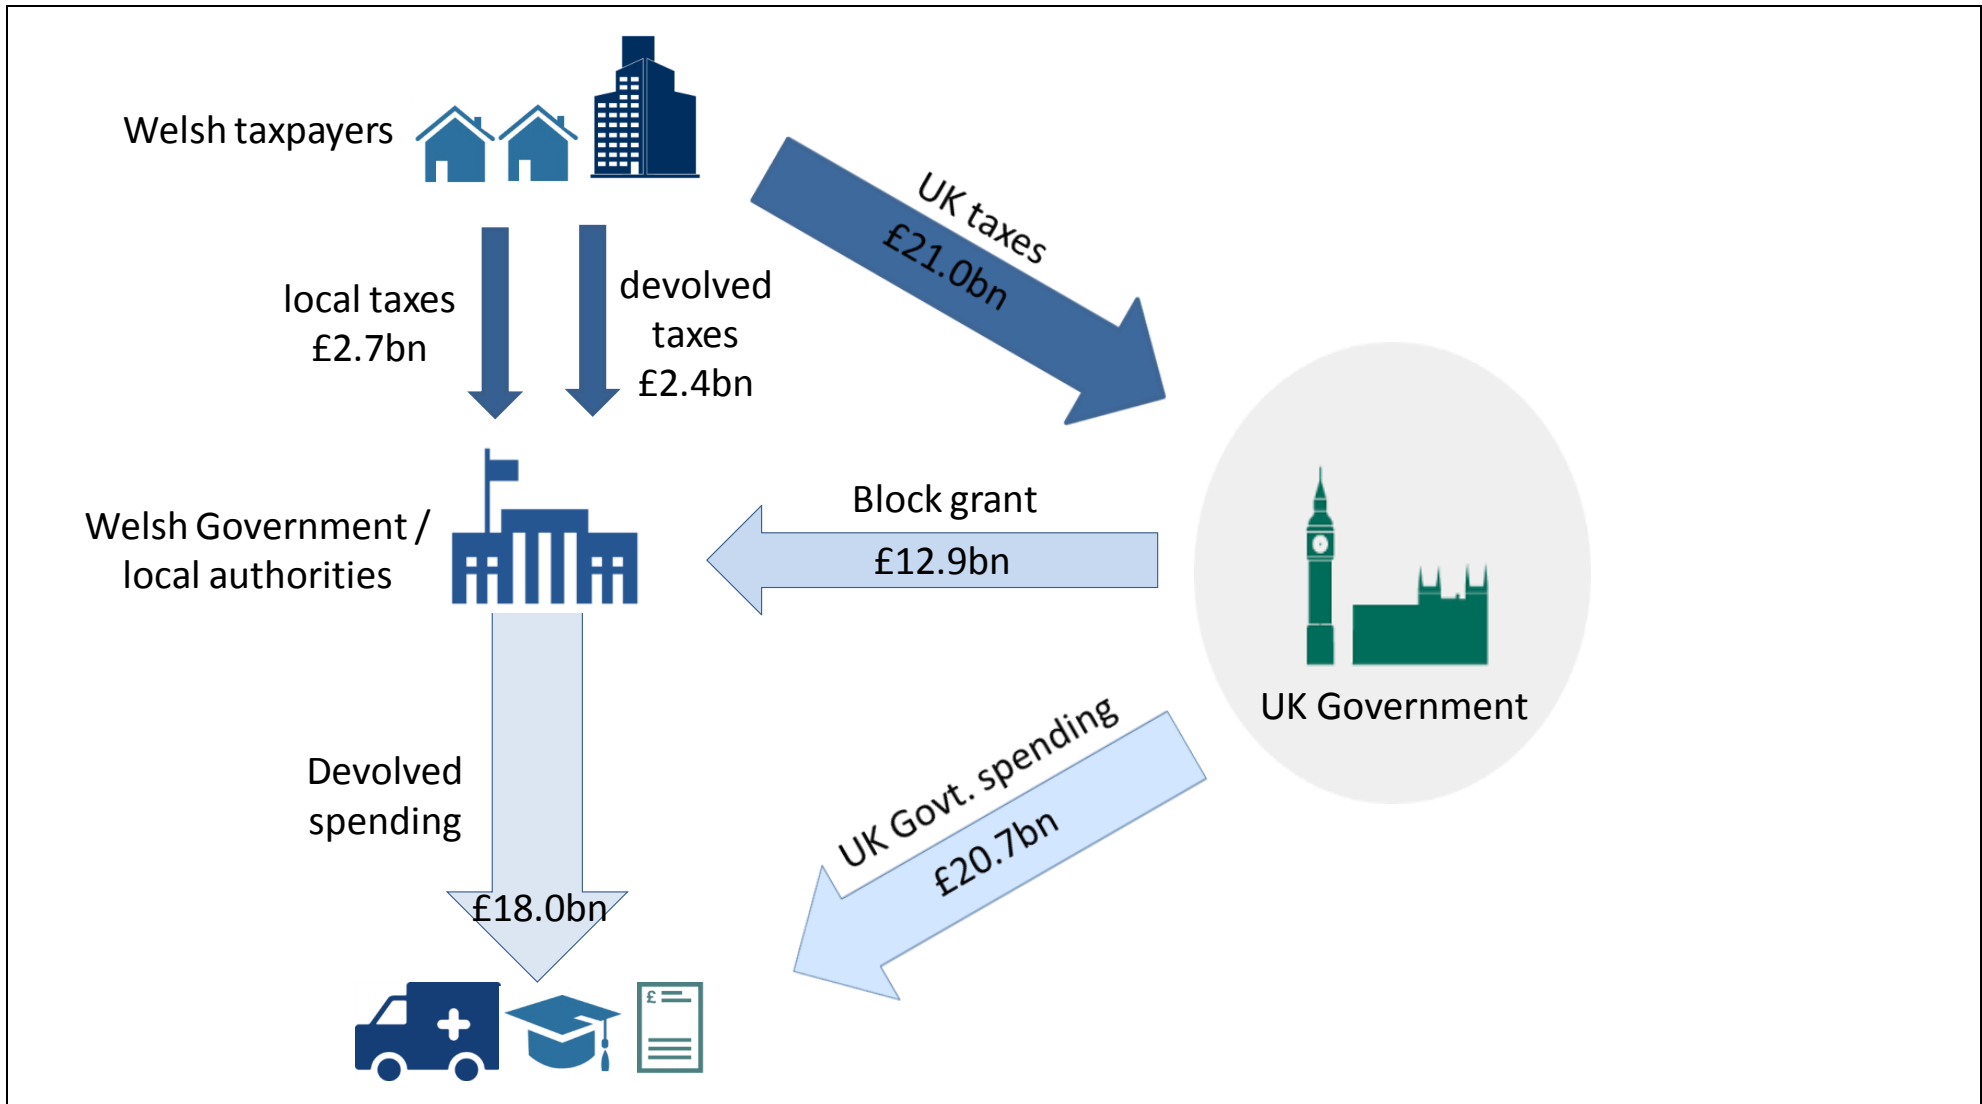 Welsh taxpayers
UK taxes
£21.0bn
local taxes
£2.7bn
devolved
taxes
£2.4bn
Block grant
£12.9bn
Welsh Government /
local authorities
UK Government
UK Govt. spending
£20.7bn
Devolved
spending
£18.0bn
£